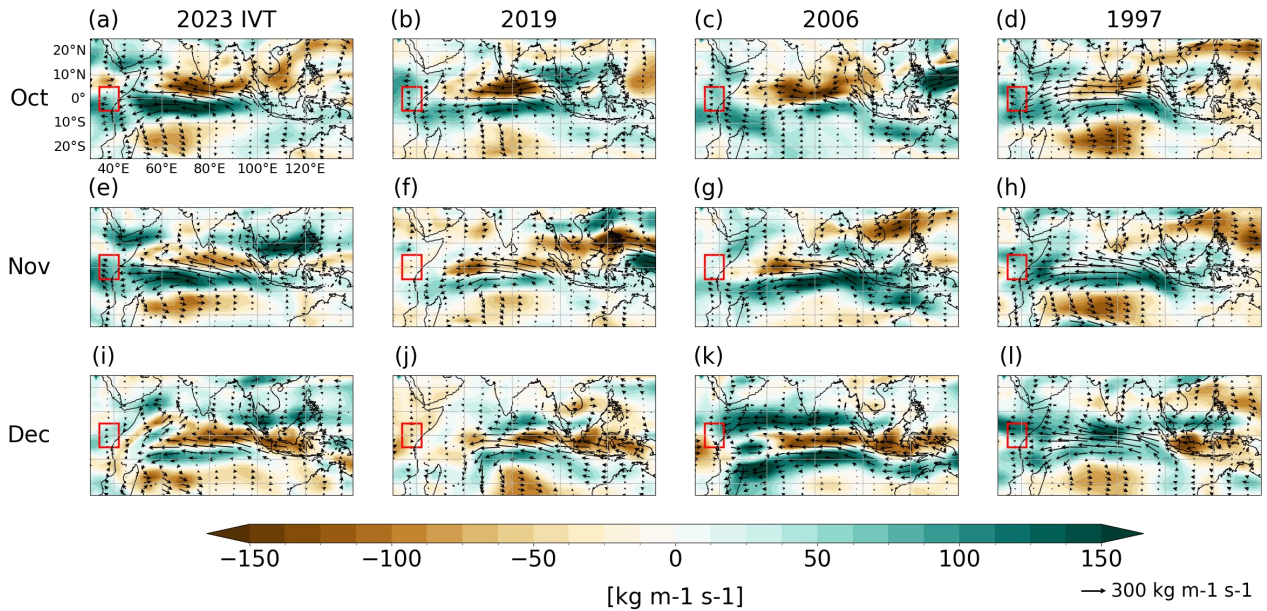 (a) 2023 IVT (b) 2019 (c) 2006 (d) 1997
Oct
20°N
10°N
0°
10°S
20°S
40°E 60°E 80°E 100°E 120°E
(e) (f) (g) (h)
Nov
(i) (j) (k) (l)
Dec
−150 −100 −50 0 50 100 150
[kg m-1 s-1]
300 kg m-1 s-1